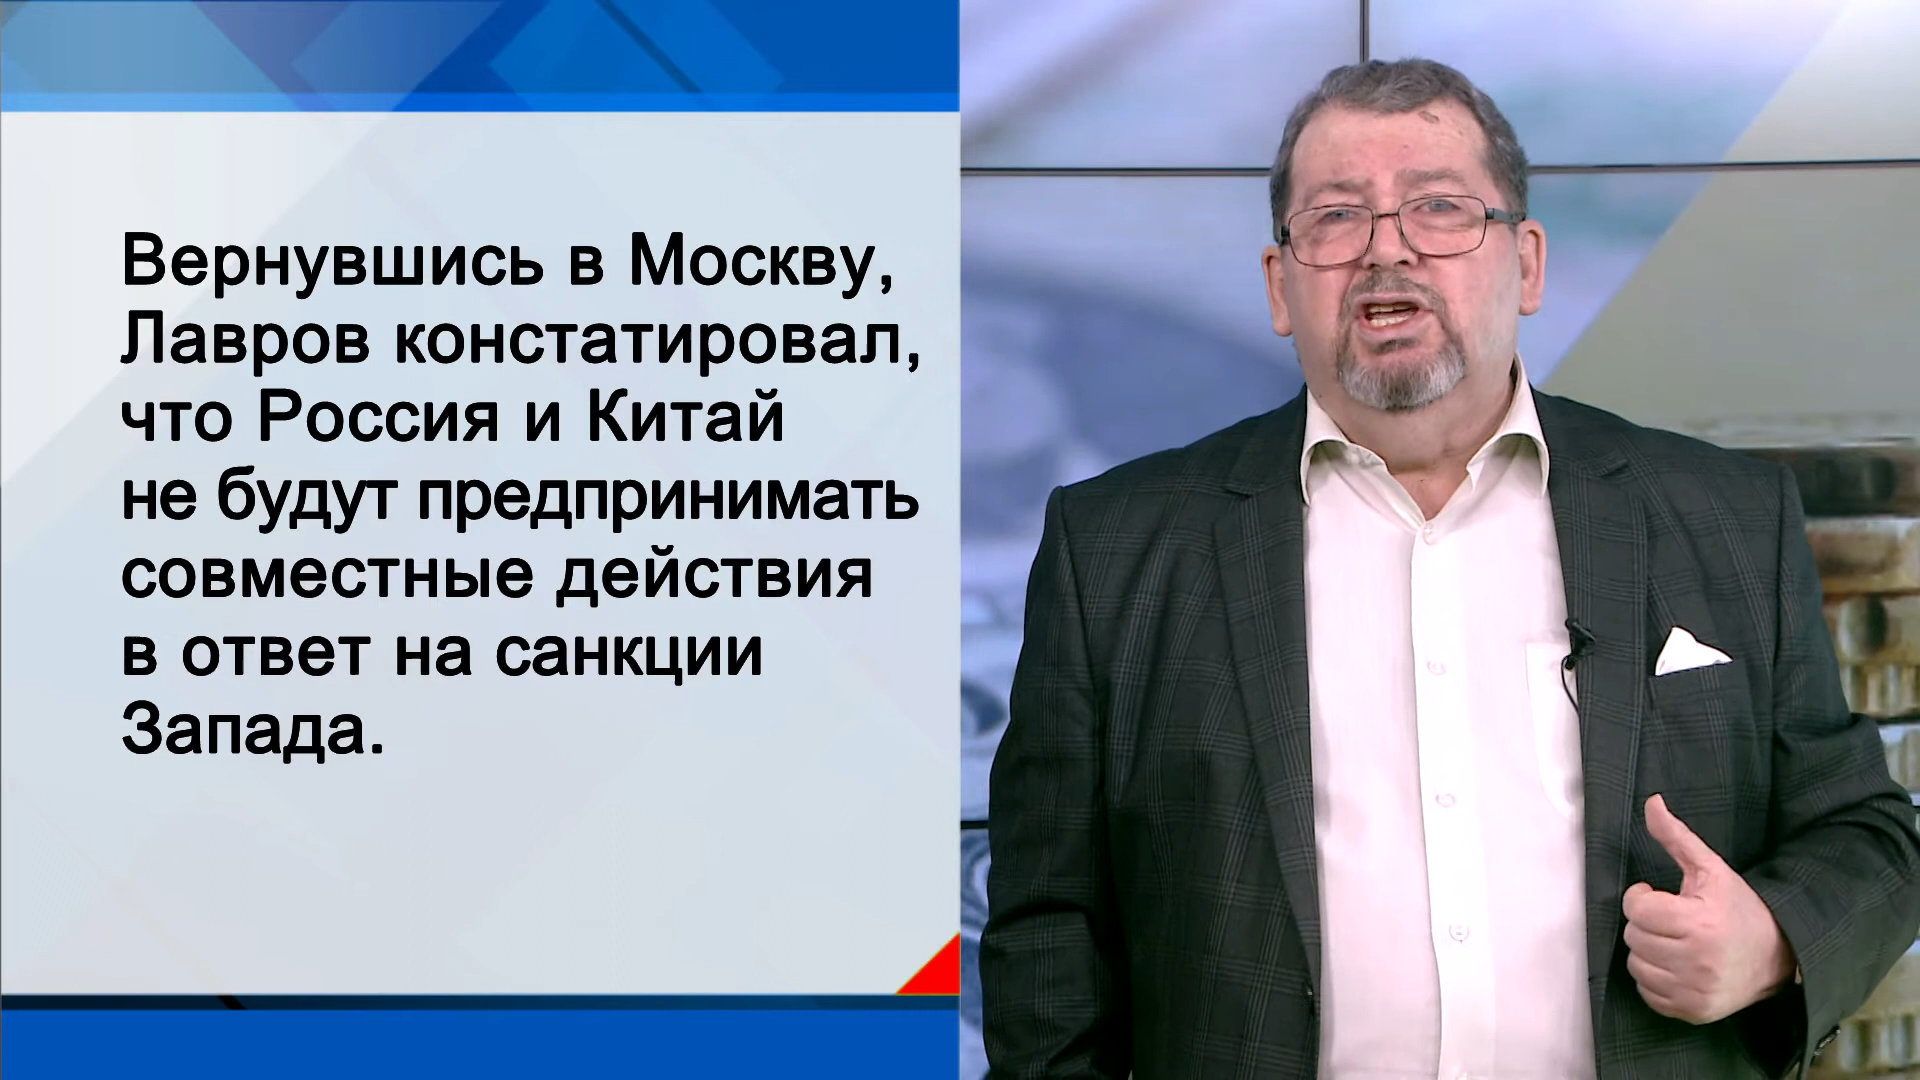 Вернувшись в Москву,
Лавров констатировал,
что Россия и Китай
не будут предпринимать
совместные действия
в ответ на санкции
Запада.